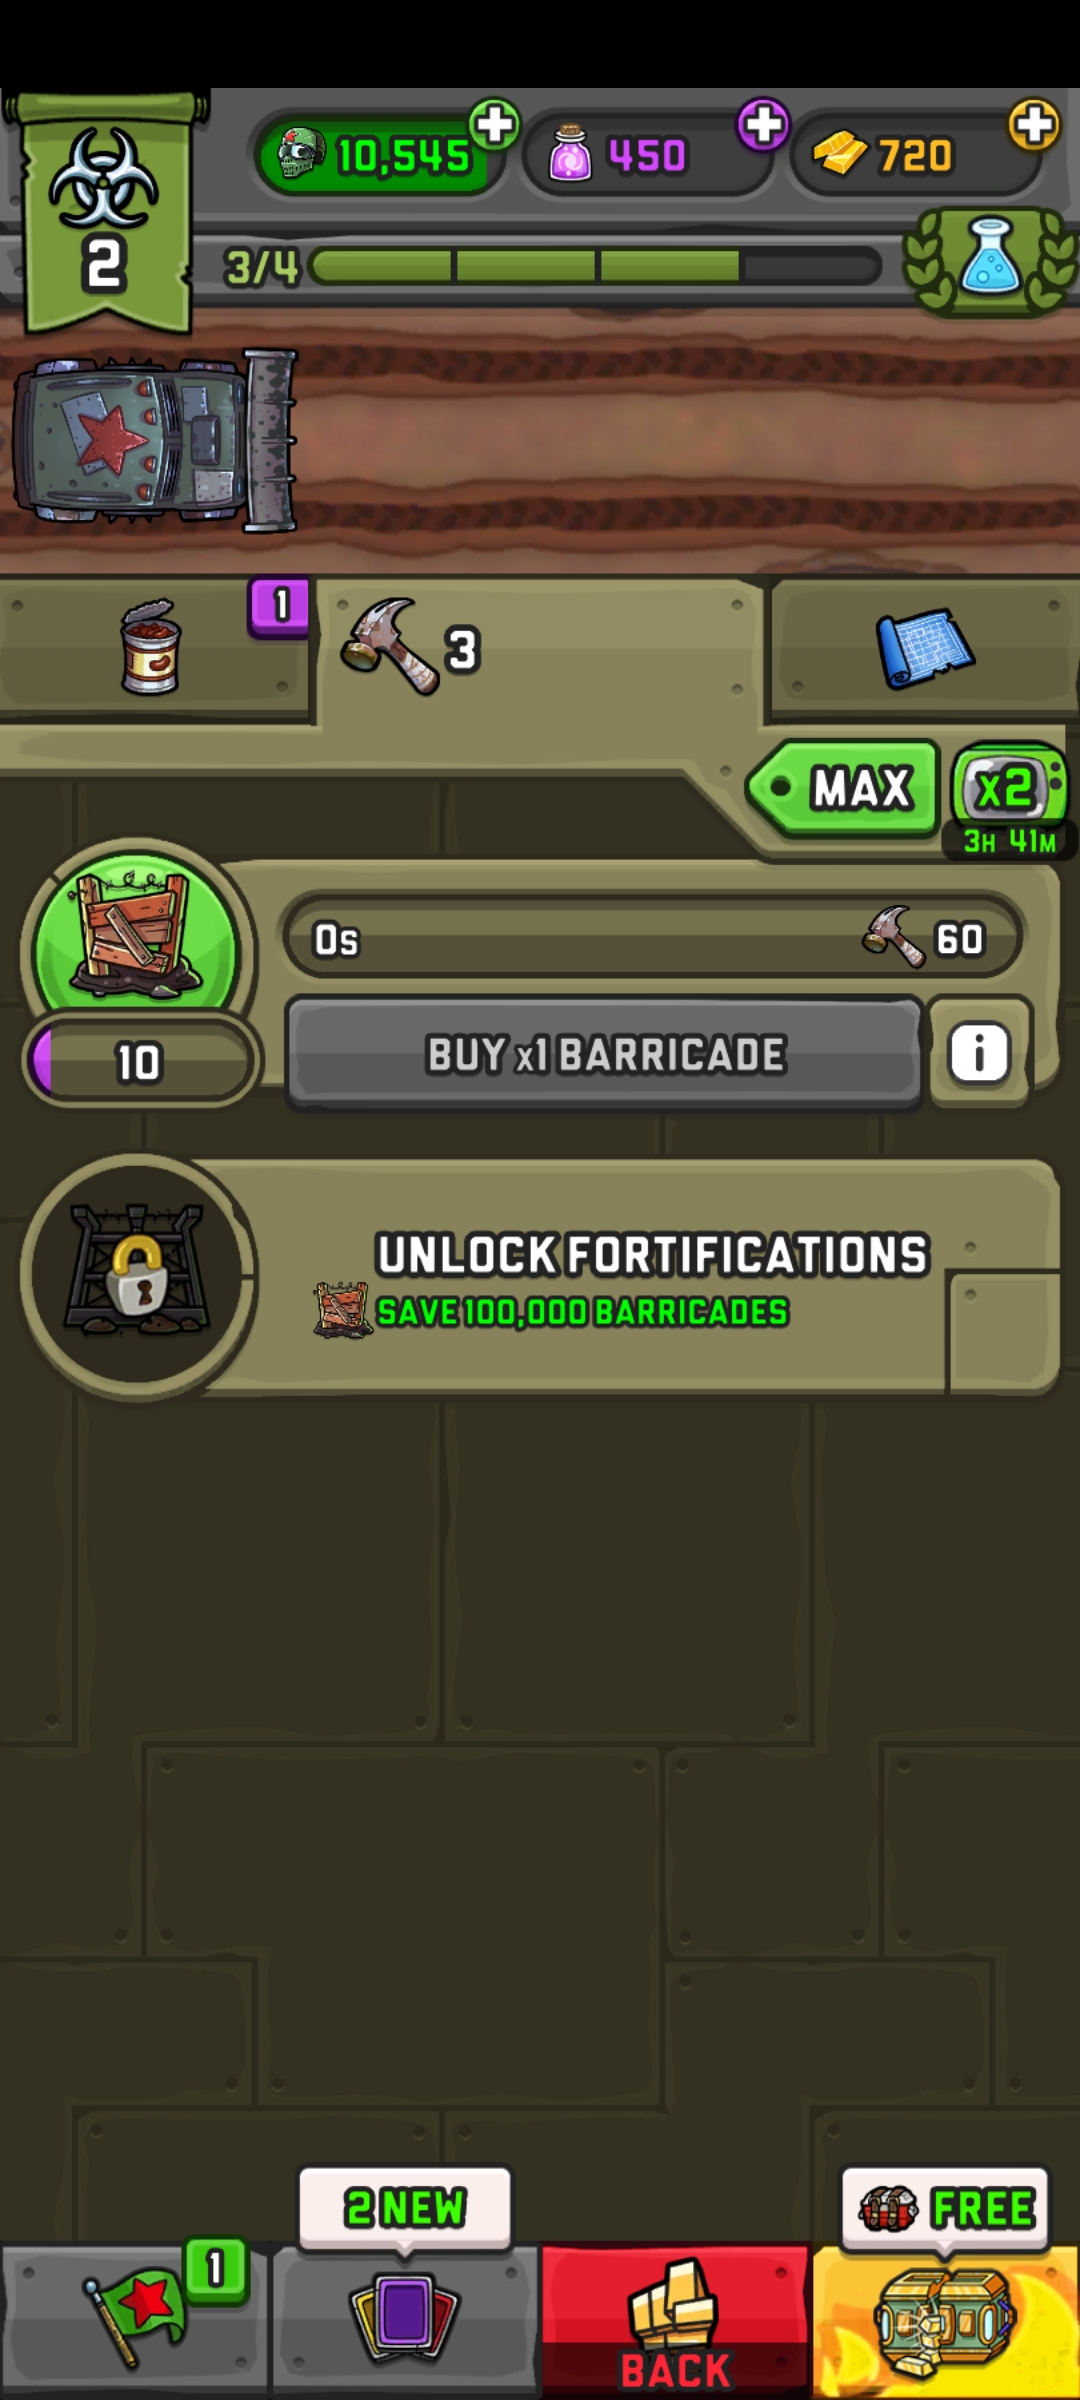 10,545
450
720
2
3/4
1
3
MAX
x2
3H 41M
0s
60
10
BUY x1 BARRICADE
i
UNLOCK FORTIFICATIONS
SAVE 100,000 BARRICADES
2 NEW
FREE
1
BACK